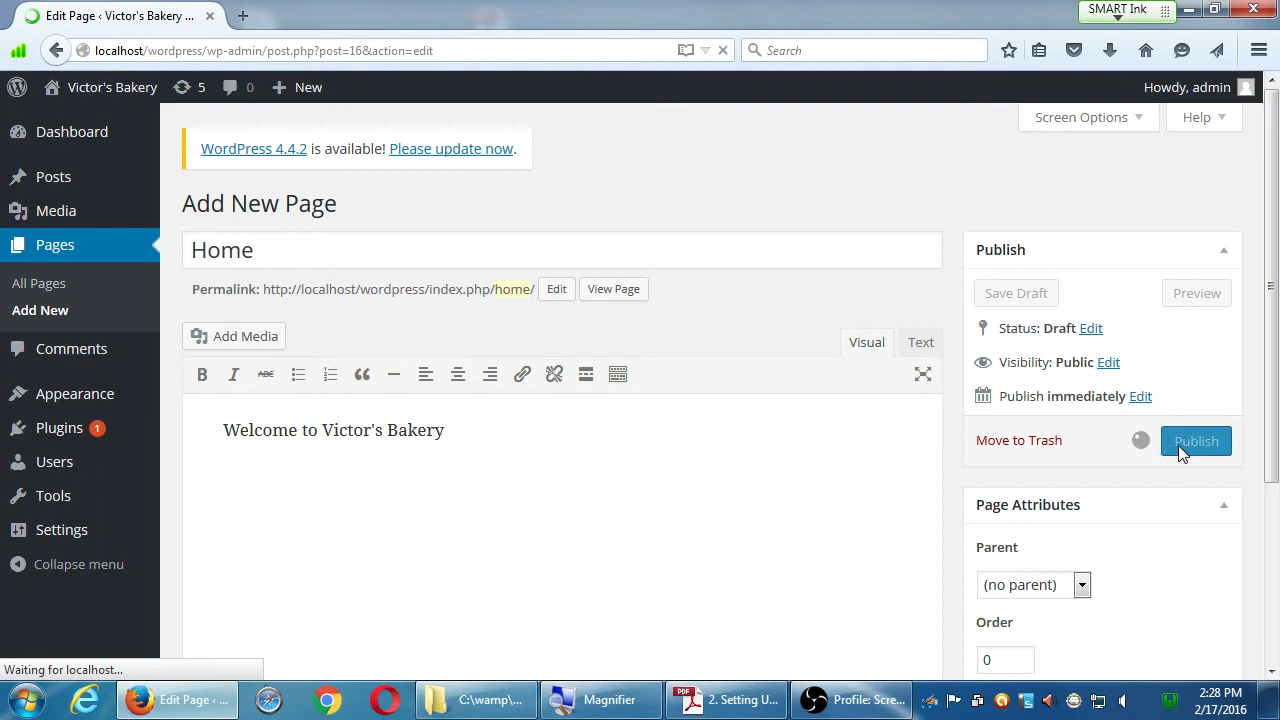 Edit Page ‹ Victor's Bakery ...
SMART Ink
localhost/wordpress/wp-admin/post.php?post=16&action=edit
Search
Victor's Bakery
5
0
New
Howdy, admin
Dashboard
Posts
Media
Pages
All Pages
Add New
Comments
Appearance
Plugins 1
Users
Tools
Settings
Collapse menu
Screen Options
Help
WordPress 4.4.2 is available! Please update now.
Add New Page
Home
Permalink: http://localhost/wordpress/index.php/home/
Edit
View Page
Add Media
Visual
Text
B I ABC
Welcome to Victor's Bakery
Publish
Save Draft
Preview
Status: Draft Edit
Visibility: Public Edit
Publish immediately Edit
Move to Trash
Publish
Page Attributes
Parent
(no parent)
Order
0
Waiting for localhost...
Edit Page ‹ ...
C:\wamp\...
Magnifier
PDF
2. Setting U...
Profile: Scre...
2:28 PM
2/17/2016